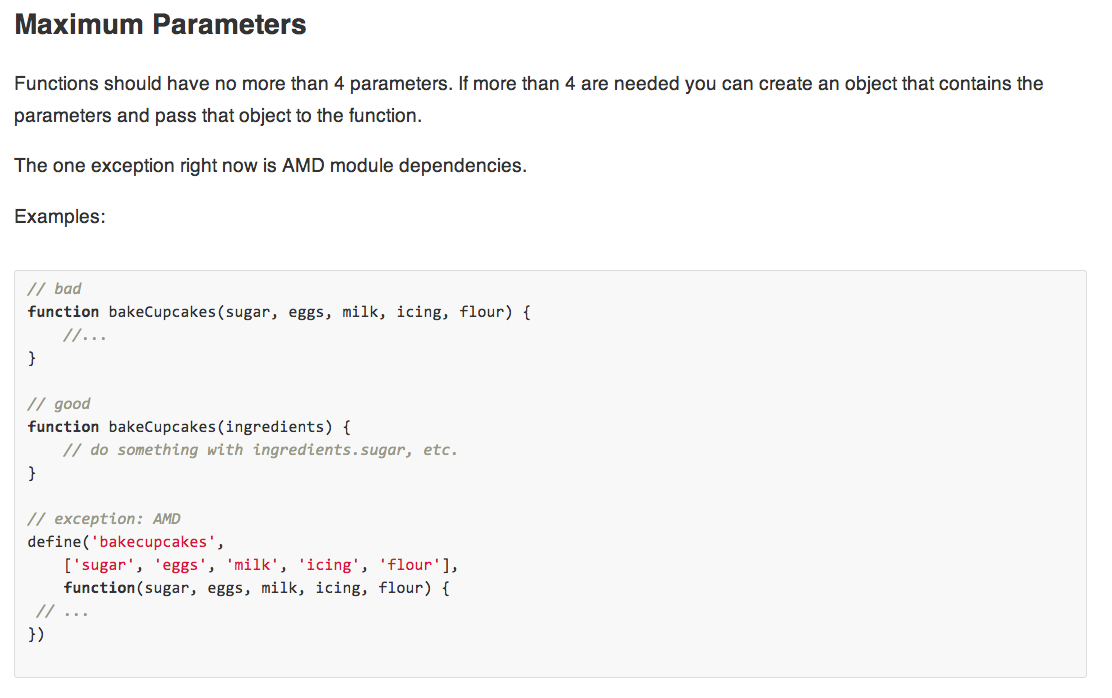 Maximum Parameters
Functions should have no more than 4 parameters. If more than 4 are needed you can create an object that contains the
parameters and pass that object to the function.
The one exception right now is AMD module dependencies.
Examples:
// bad
function bakeCupcakes(sugar, eggs, milk, icing, flour) {
    //...
}
// good
function bakeCupcakes(ingredients) {
    // do something with ingredients.sugar, etc.
}
// exception: AMD
define('bakecupcakes',
    ['sugar', 'eggs', 'milk', 'icing', 'flour'],
    function(sugar, eggs, milk, icing, flour) {
 // ...
})